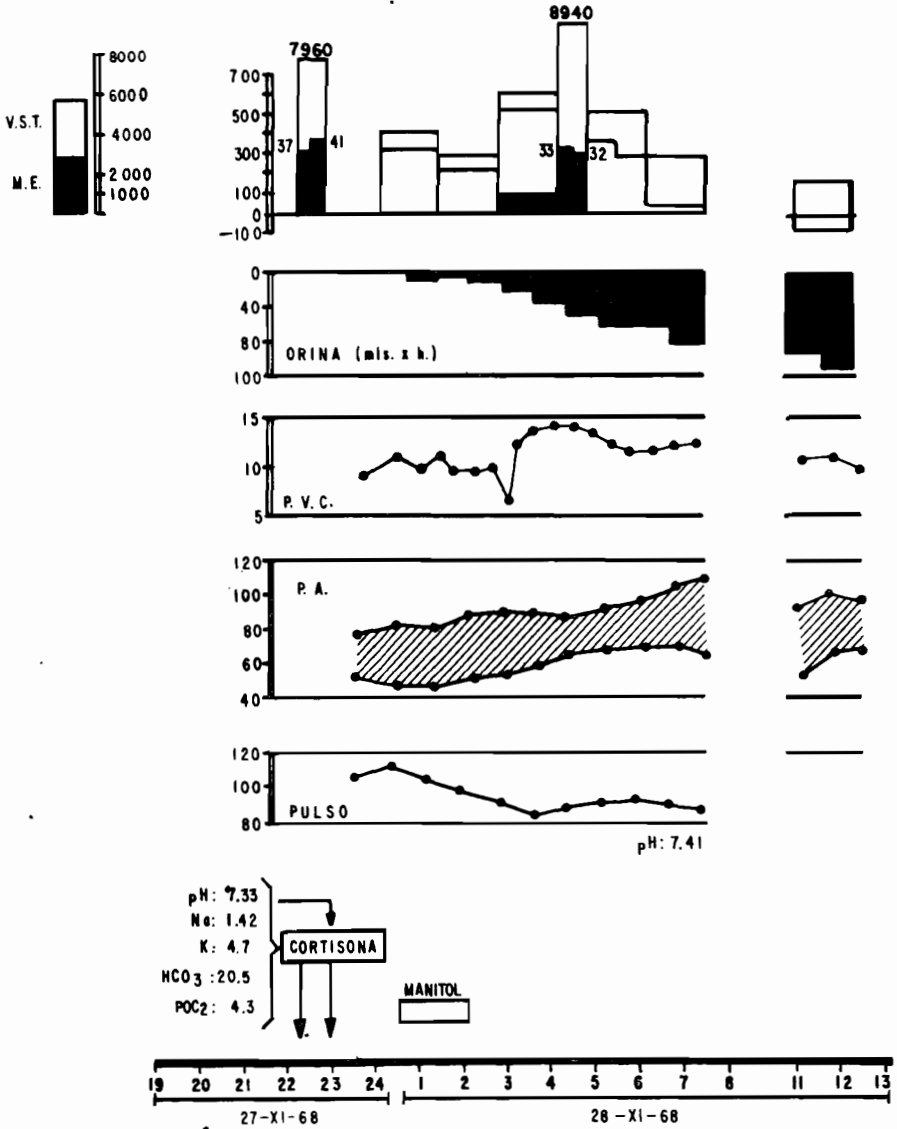 8940
7960
8000
6000
4000
2000
1000
V.S.T.
M.E.
700
500
300
100
0
-100
37
41
33
32
0
40
80
100
ORINA (mls. x h.)
15
10
5
P. V. C.
120
100
80
60
40
P. A.
120
100
80
PULSO
pH: 7.41
pH: 7.33
Na: 1.42
K: 4.7
HCO3 :20.5
POC2: 4.3
CORTISONA
MANITOL
19 20 21 22 23 24 1 2 3 4 5 6 7 8 11 12 13
27-XI-68 28-XI-68